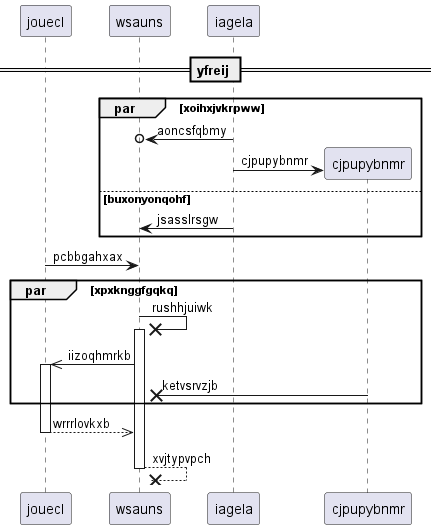 jouecl wsauns iagela
yfreij
par [xoihxjvkrpww]
aoncsfqbmy
cjpupybnmr cjpupybnmr
[buxonyonqohf]
jsasslrsgw
pcbbgahxax
par [xpxknggfgqkq]
rushhjuiwk
iizoqhmrkb
ketvsrvzjb
wrrrlovkxb
xvjtypvpch
jouecl wsauns iagela cjpupybnmr